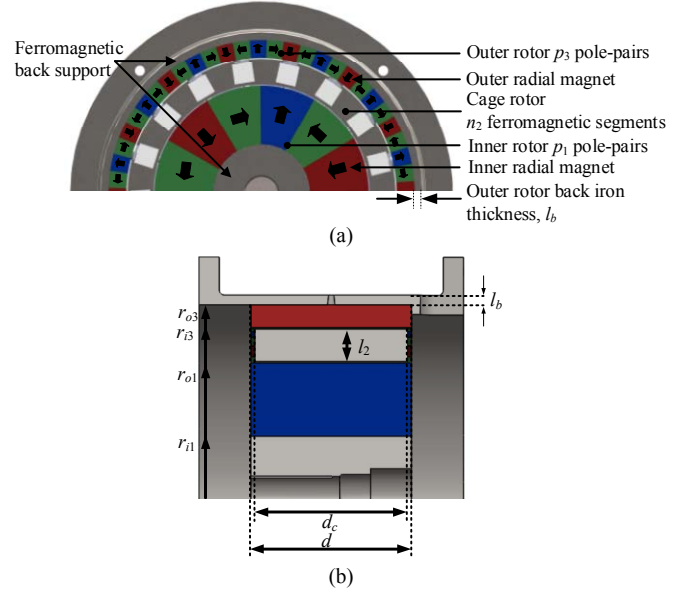 Ferromagnetic
back support
Outer rotor p3 pole-pairs
Outer radial magnet
Cage rotor
n2 ferromagnetic segments
Inner rotor p1 pole-pairs
Inner radial magnet
Outer rotor back iron
thickness, lb
(a)
lb
ro3
ri3
l2
ro1
ri1
dc
d
(b)